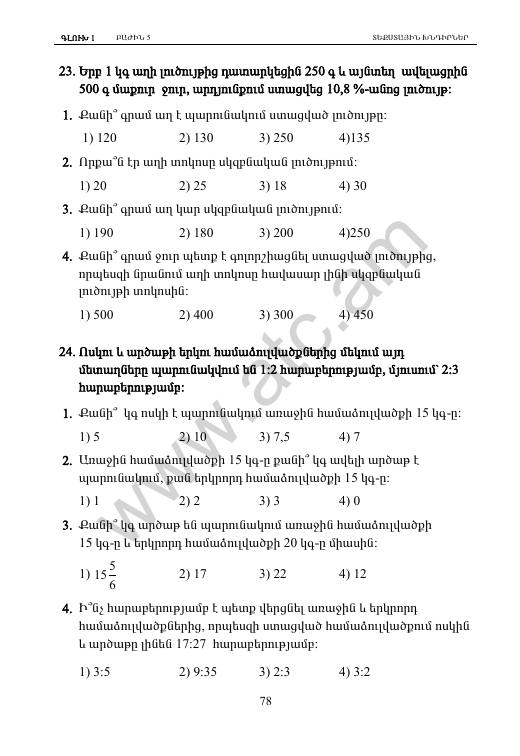 ԳԼՈՒԽ 1 ԲԱԺԻՆ 5 ՏԵՔՍՏԱՅԻՆ ԽՆԴԻՐՆԵՐ
23. Երբ 1 կգ աղի լուծույթից դատարկեցին 250 գ և այնտեղ ավելացրին
500 գ մաքուր ջուր, արդյունքում ստացվեց 10,8 %-անոց լուծույթ:
1. Քանի՞ գրամ աղ է պարունակում ստացված լուծույթը:
1) 120 2) 130 3) 250 4)135
2. Որքա՞ն էր աղի տոկոսը սկզբնական լուծույթում:
1) 20 2) 25 3) 18 4) 30
3. Քանի՞ գրամ աղ կար սկզբնական լուծույթում:
1) 190 2) 180 3) 200 4)250
4. Քանի՞ գրամ ջուր պետք է գոլորշիացնել ստացված լուծույթից,
որպեսզի նրանում աղի տոկոսը հավասար լինի սկզբնական
լուծույթի տոկոսին:
1) 500 2) 400 3) 300 4) 450
24. Ոսկու և արծաթի երկու համաձուլվածքներից մեկում այդ
մետաղները պարունակվում են 1:2 հարաբերությամբ, մյուսում՝ 2:3
հարաբերությամբ:
1. Քանի՞ կգ ոսկի է պարունակում առաջին համաձուլվածքի 15 կգ-ը:
1) 5 2) 10 3) 7,5 4) 7
2. Առաջին համաձուլվածքի 15 կգ-ը քանի՞ կգ ավելի արծաթ է
պարունակում, քան երկրորդ համաձուլվածքի 15 կգ-ը:
1) 1 2) 2 3) 3 4) 0
3. Քանի՞ կգ արծաթ են պարունակում առաջին համաձուլվածքի
15 կգ-ը և երկրորդ համաձուլվածքի 20 կգ-ը միասին:
1) 15 5/6 2) 17 3) 22 4) 12
4. Ի՞նչ հարաբերությամբ է պետք վերցնել առաջին և երկրորդ
համաձուլվածքներից, որպեսզի ստացված համաձուլվածքում ոսկին
և արծաթը լինեն 17:27 հարաբերությամբ:
1) 3:5 2) 9:35 3) 2:3 4) 3:2
78
www.atc.am